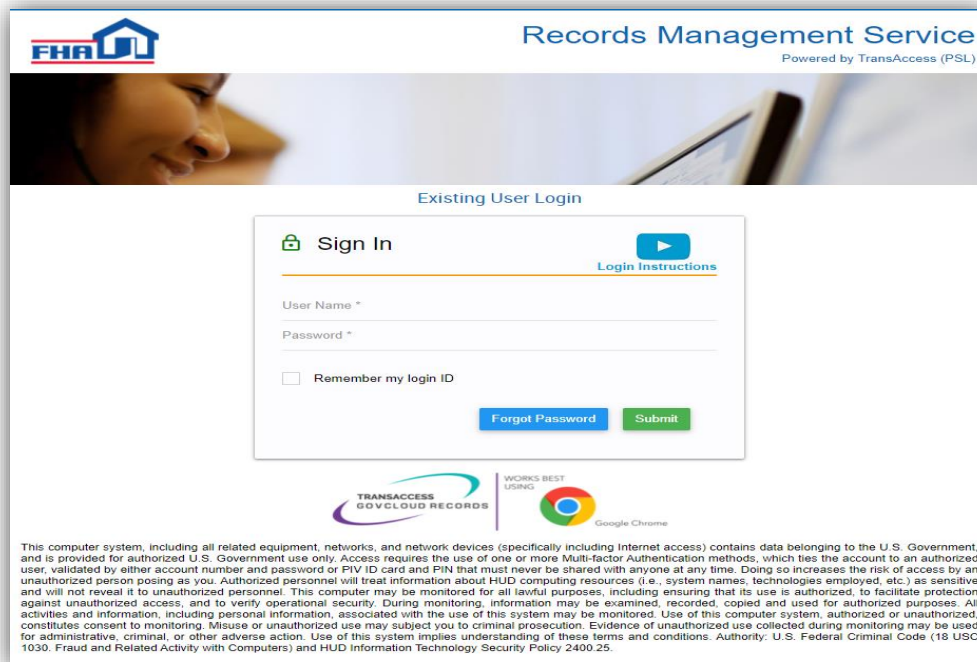 FHA
Records Management Service
Powered by TransAccess (PSL)
Existing User Login
Sign In
Login Instructions
User Name *
Password *
Remember my login ID
Forgot Password
Submit
TRANSACCESS
GOVCLOUD RECORDS
WORKS BEST
USING
Google Chrome
This computer system, including all related equipment, networks, and network devices (specifically including Internet access) contains data belonging to the U.S. Government,
and is provided for authorized U.S. Government use only. Access requires the use of one or more Multi-factor Authentication methods, which ties the account to an authorized
user, validated by either account number and password or PIV ID card and PIN that must never be shared with anyone at any time. Doing so increases the risk of access by an
unauthorized person posing as you. Authorized personnel will treat information about HUD computing resources (i.e., system names, technologies employed, etc.) as sensitive
and will not reveal it to unauthorized personnel. This computer may be monitored for all lawful purposes, including ensuring that its use is authorized, to facilitate protection
against unauthorized access, and to verify operational security. During monitoring, information may be examined, recorded, copied and used for authorized purposes. All
activities and information, including personal information, associated with the use of this system may be monitored. Use of this computer system, authorized or unauthorized,
constitutes consent to monitoring. Misuse or unauthorized use may subject you to criminal prosecution. Evidence of unauthorized use collected during monitoring may be used
for administrative, criminal, or other adverse action. Use of this system implies understanding of these terms and conditions. Authority: U.S. Federal Criminal Code (18 USC
1030. Fraud and Related Activity with Computers) and HUD Information Technology Security Policy 2400.25.